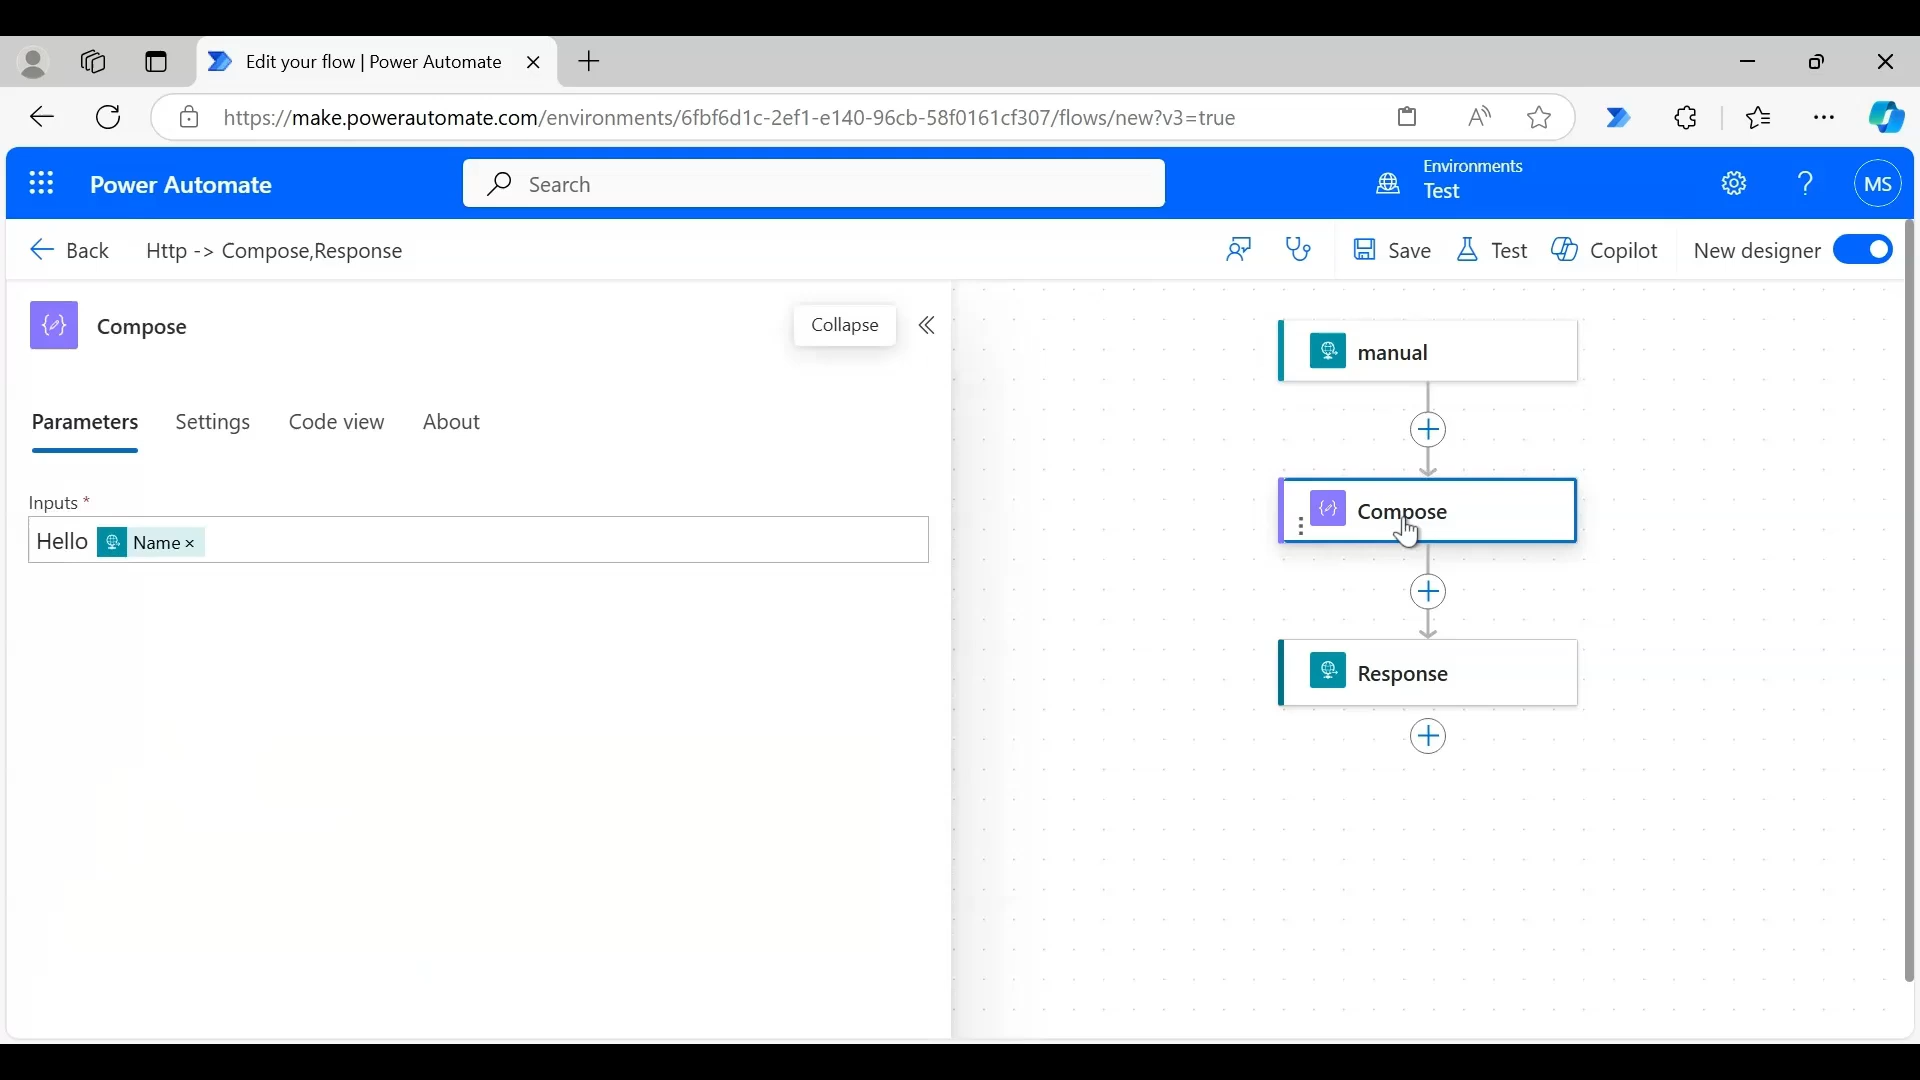 Edit your flow | Power Automate
https://make.powerautomate.com/environments/6fbf6d1c-2ef1-e140-96cb-58f0161cf307/flows/new?v3=true
Power Automate
Search
Environments
Test
MS
Back
Http -> Compose,Response
Save
Test
Copilot
New designer
Compose
Collapse
Parameters
Settings
Code view
About
Inputs *
Hello Name ×
manual
Compose
Response